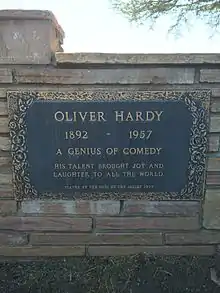 OLIVER HARDY
1892 - 1957
A GENIUS OF COMEDY
HIS TALENT BROUGHT JOY AND
LAUGHTER TO ALL THE WORLD.